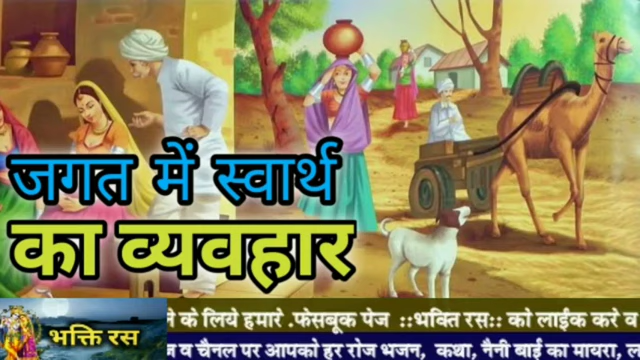 जगत में स्वार्थ
का व्यवहार
भक्ति रस
के लिये हमारे .फेसबूक पेज ::भक्ति रस:: को लाईक करे व
व चैनल पर आपको हर रोज भजन, कथा, नैनी बाई का मायरा,